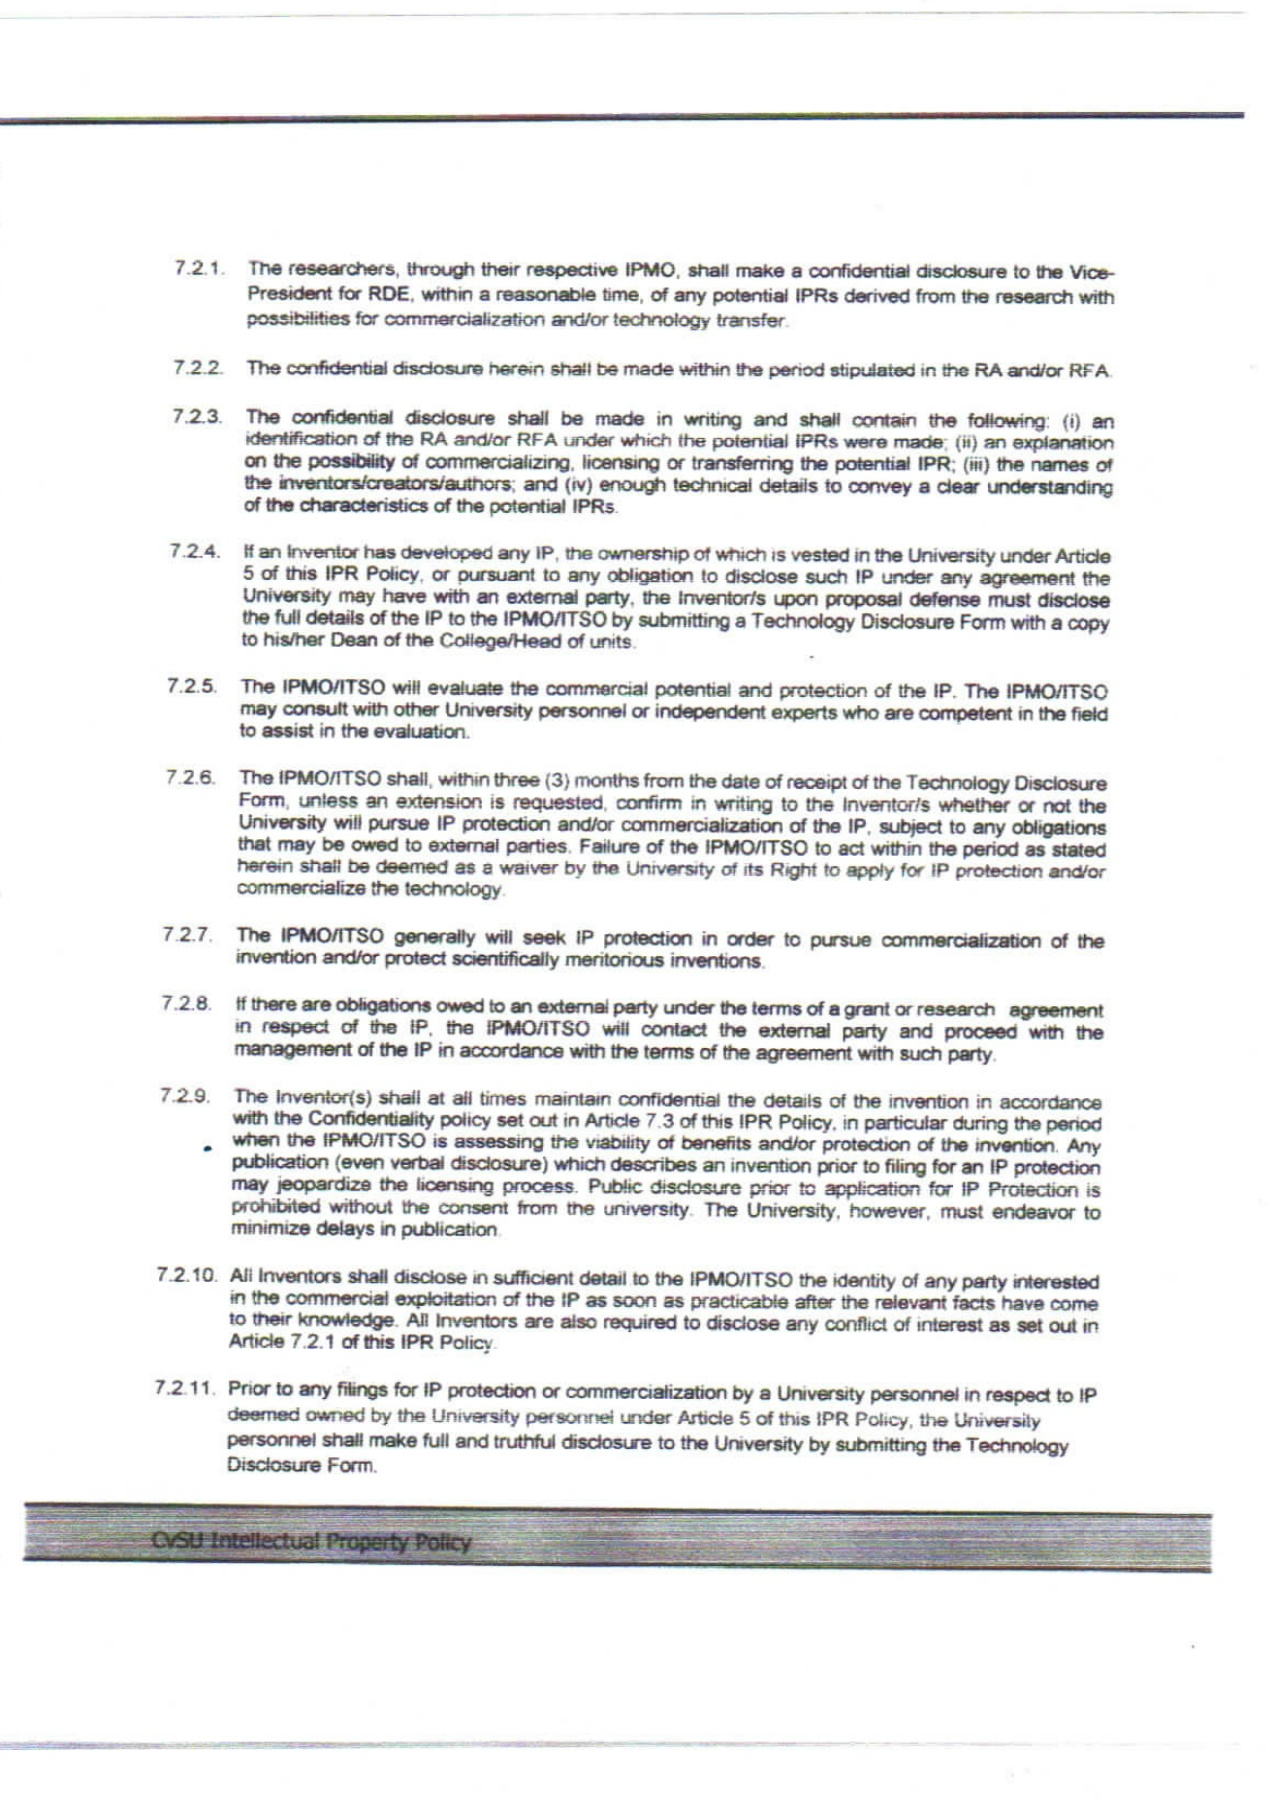 7.2.1. The researchers, through their respective IPMO, shall make a confidential disclosure to the Vice-
President for RDE, within a reasonable time, of any potential IPRs derived from the research with
possibilities for commercialization and/or technology transfer.
7.2.2. The confidential disclosure herein shall be made within the period stipulated in the RA and/or RFA.
7.2.3. The confidential disclosure shall be made in writing and shall contain the following: (i) an
identification of the RA and/or RFA under which the potential IPRs were made; (ii) an explanation
on the possibility of commercializing, licensing or transferring the potential IPR; (iii) the names of
the inventors/creators/authors; and (iv) enough technical details to convey a clear understanding
of the characteristics of the potential IPRs.
7.2.4. If an Inventor has developed any IP, the ownership of which is vested in the University under Article
5 of this IPR Policy, or pursuant to any obligation to disclose such IP under any agreement the
University may have with an external party, the Inventor/s upon proposal defense must disclose
the full details of the IP to the IPMO/ITSO by submitting a Technology Disclosure Form with a copy
to his/her Dean of the College/Head of units.
7.2.5. The IPMO/ITSO will evaluate the commercial potential and protection of the IP. The IPMO/ITSO
may consult with other University personnel or independent experts who are competent in the field
to assist in the evaluation.
7.2.6. The IPMO/ITSO shall, within three (3) months from the date of receipt of the Technology Disclosure
Form, unless an extension is requested, confirm in writing to the Inventor/s whether or not the
University will pursue IP protection and/or commercialization of the IP, subject to any obligations
that may be owed to external parties. Failure of the IPMO/ITSO to act within the period as stated
herein shall be deemed as a waiver by the University of its Right to apply for IP protection and/or
commercialize the technology.
7.2.7. The IPMO/ITSO generally will seek IP protection in order to pursue commercialization of the
invention and/or protect scientifically meritorious inventions.
7.2.8. If there are obligations owed to an external party under the terms of a grant or research agreement
in respect of the IP, the IPMO/ITSO will contact the external party and proceed with the
management of the IP in accordance with the terms of the agreement with such party.
7.2.9. The Inventor(s) shall at all times maintain confidential the details of the invention in accordance
with the Confidentiality policy set out in Article 7.3 of this IPR Policy, in particular during the period
when the IPMO/ITSO is assessing the viability of benefits and/or protection of the invention. Any
publication (even verbal disclosure) which describes an invention prior to filing for an IP protection
may jeopardize the licensing process. Public disclosure prior to application for IP Protection is
prohibited without the consent from the university. The University, however, must endeavor to
minimize delays in publication.
7.2.10. All Inventors shall disclose in sufficient detail to the IPMO/ITSO the identity of any party interested
in the commercial exploitation of the IP as soon as practicable after the relevant facts have come
to their knowledge. All Inventors are also required to disclose any conflict of interest as set out in
Article 7.2.1 of this IPR Policy.
7.2.11. Prior to any filings for IP protection or commercialization by a University personnel in respect to IP
deemed owned by the University personnel under Article 5 of this IPR Policy, the University
personnel shall make full and truthful disclosure to the University by submitting the Technology
Disclosure Form.
CvSU Intellectual Property Policy